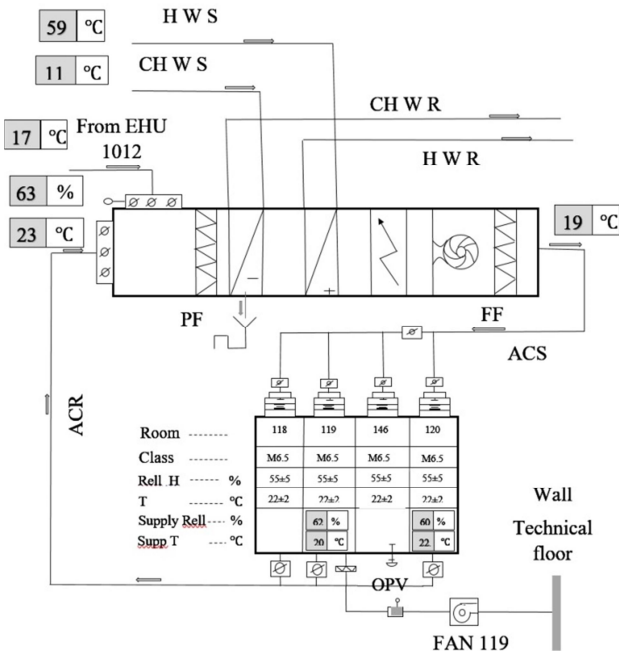 H W S
59 °C
CH W S
11 °C
CH W R
From EHU
1012
17 °C
H W R
63 %
23 °C
19 °C
PF
FF
ACS
ACR
Room -------
118 119 146 120
Class -------
M6.5 M6.5 M6.5 M6.5
Rell .H ------ %
55±5 55±5 55±5 55±5
T ------ °C
22±2 22±2 22±2 22±2
Supply Rell---- %
62 % 60 %
Supp T ---- °C
20 °C 22 °C
OPV
Wall
Technical
floor
FAN 119